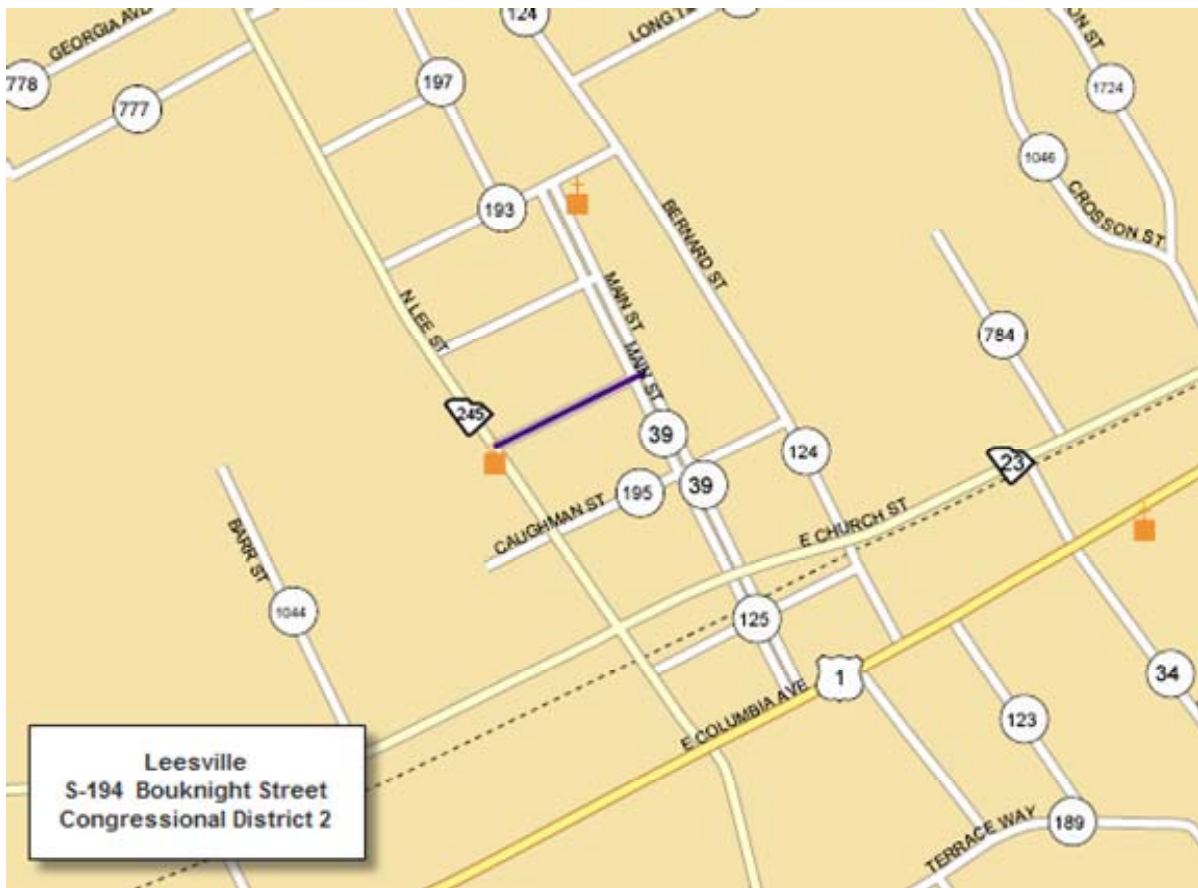 GEORGIA AVE
124
LONG
778
777
197
1724
1046
193
CROSSON ST
BERNARD ST
N LEE ST
MAIN ST
MAIN ST
784
245
39
124
23
195
39
CAUGHMAN ST
E CHURCH ST
BARR ST
1044
125
1
34
E COLUMBIA AVE
123
Leesville
S-194 Bouknight Street
Congressional District 2
189
TERRACE WAY